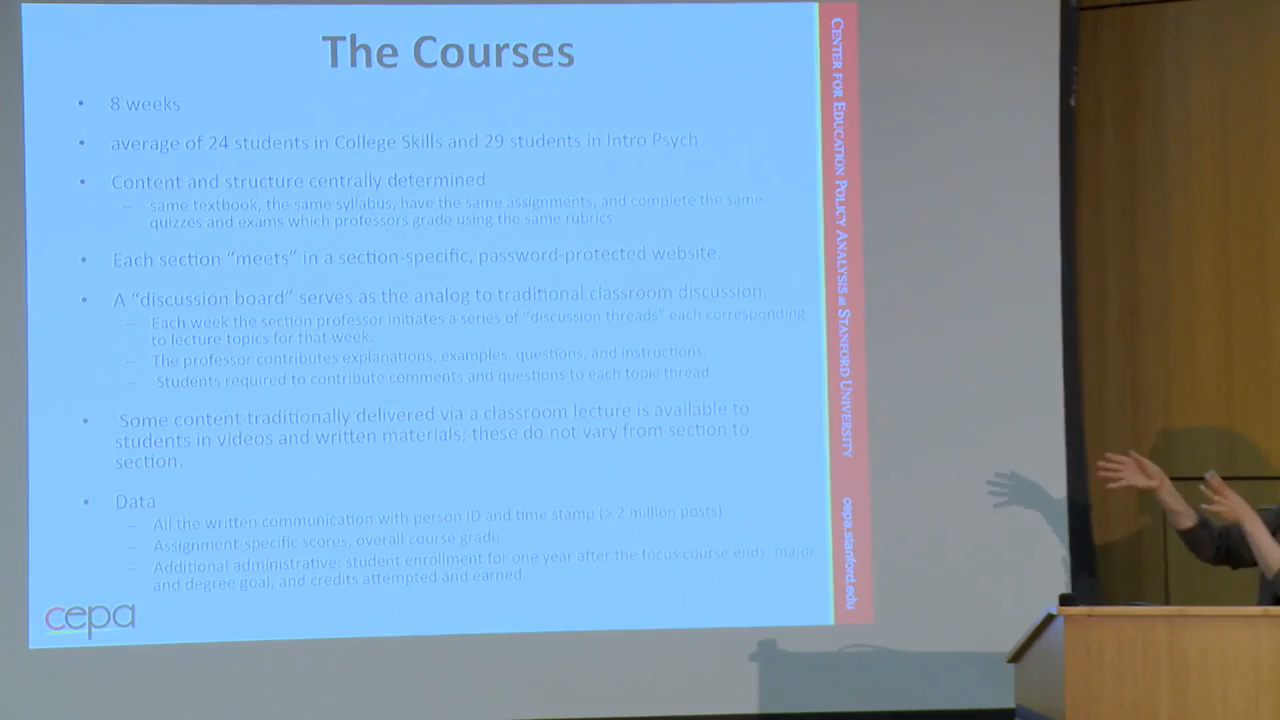 The Courses
• 8 weeks
• average of 24 students in College Skills and 29 students in Intro Psych
• Content and structure centrally determined
– same textbook, the same syllabus, have the same assignments, and complete the same
quizzes and exams which professors grade using the same rubrics.
• Each section “meets” in a section-specific, password-protected website.
• A “discussion board” serves as the analog to traditional classroom discussion.
– Each week the section professor initiates a series of “discussion threads” each corresponding
to lecture topics for that week.
– The professor contributes explanations, examples, questions, and instructions.
– Students required to contribute comments and questions to each topic thread
• Some content traditionally delivered via a classroom lecture is available to
students in videos and written materials; these do not vary from section to
section.
• Data
– All the written communication with person ID and time stamp (> 2 million posts)
– Assignment-specific scores, overall course grade.
– Additional administrative: student enrollment for one year after the focus course ends, major
and degree goal, and credits attempted and earned.
cepa
CENTER FOR EDUCATION POLICY ANALYSIS at STANFORD UNIVERSITY
cepa.stanford.edu